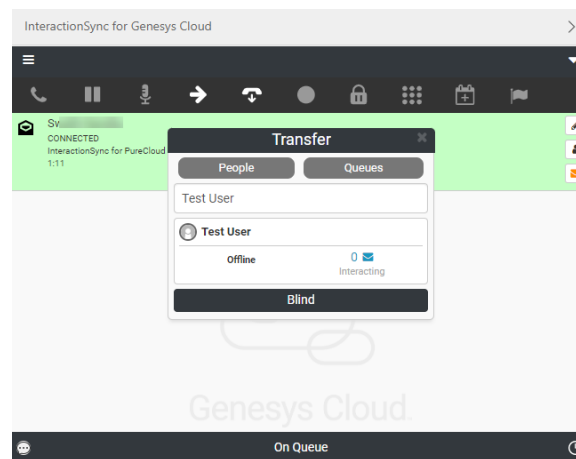 InteractionSync for Genesys Cloud
CONNECTED
InteractionSync for PureCloud
1:11
Transfer
People Queues
Test User
Test User
Offline 0
Interacting
Blind
Genesys Cloud.
On Queue